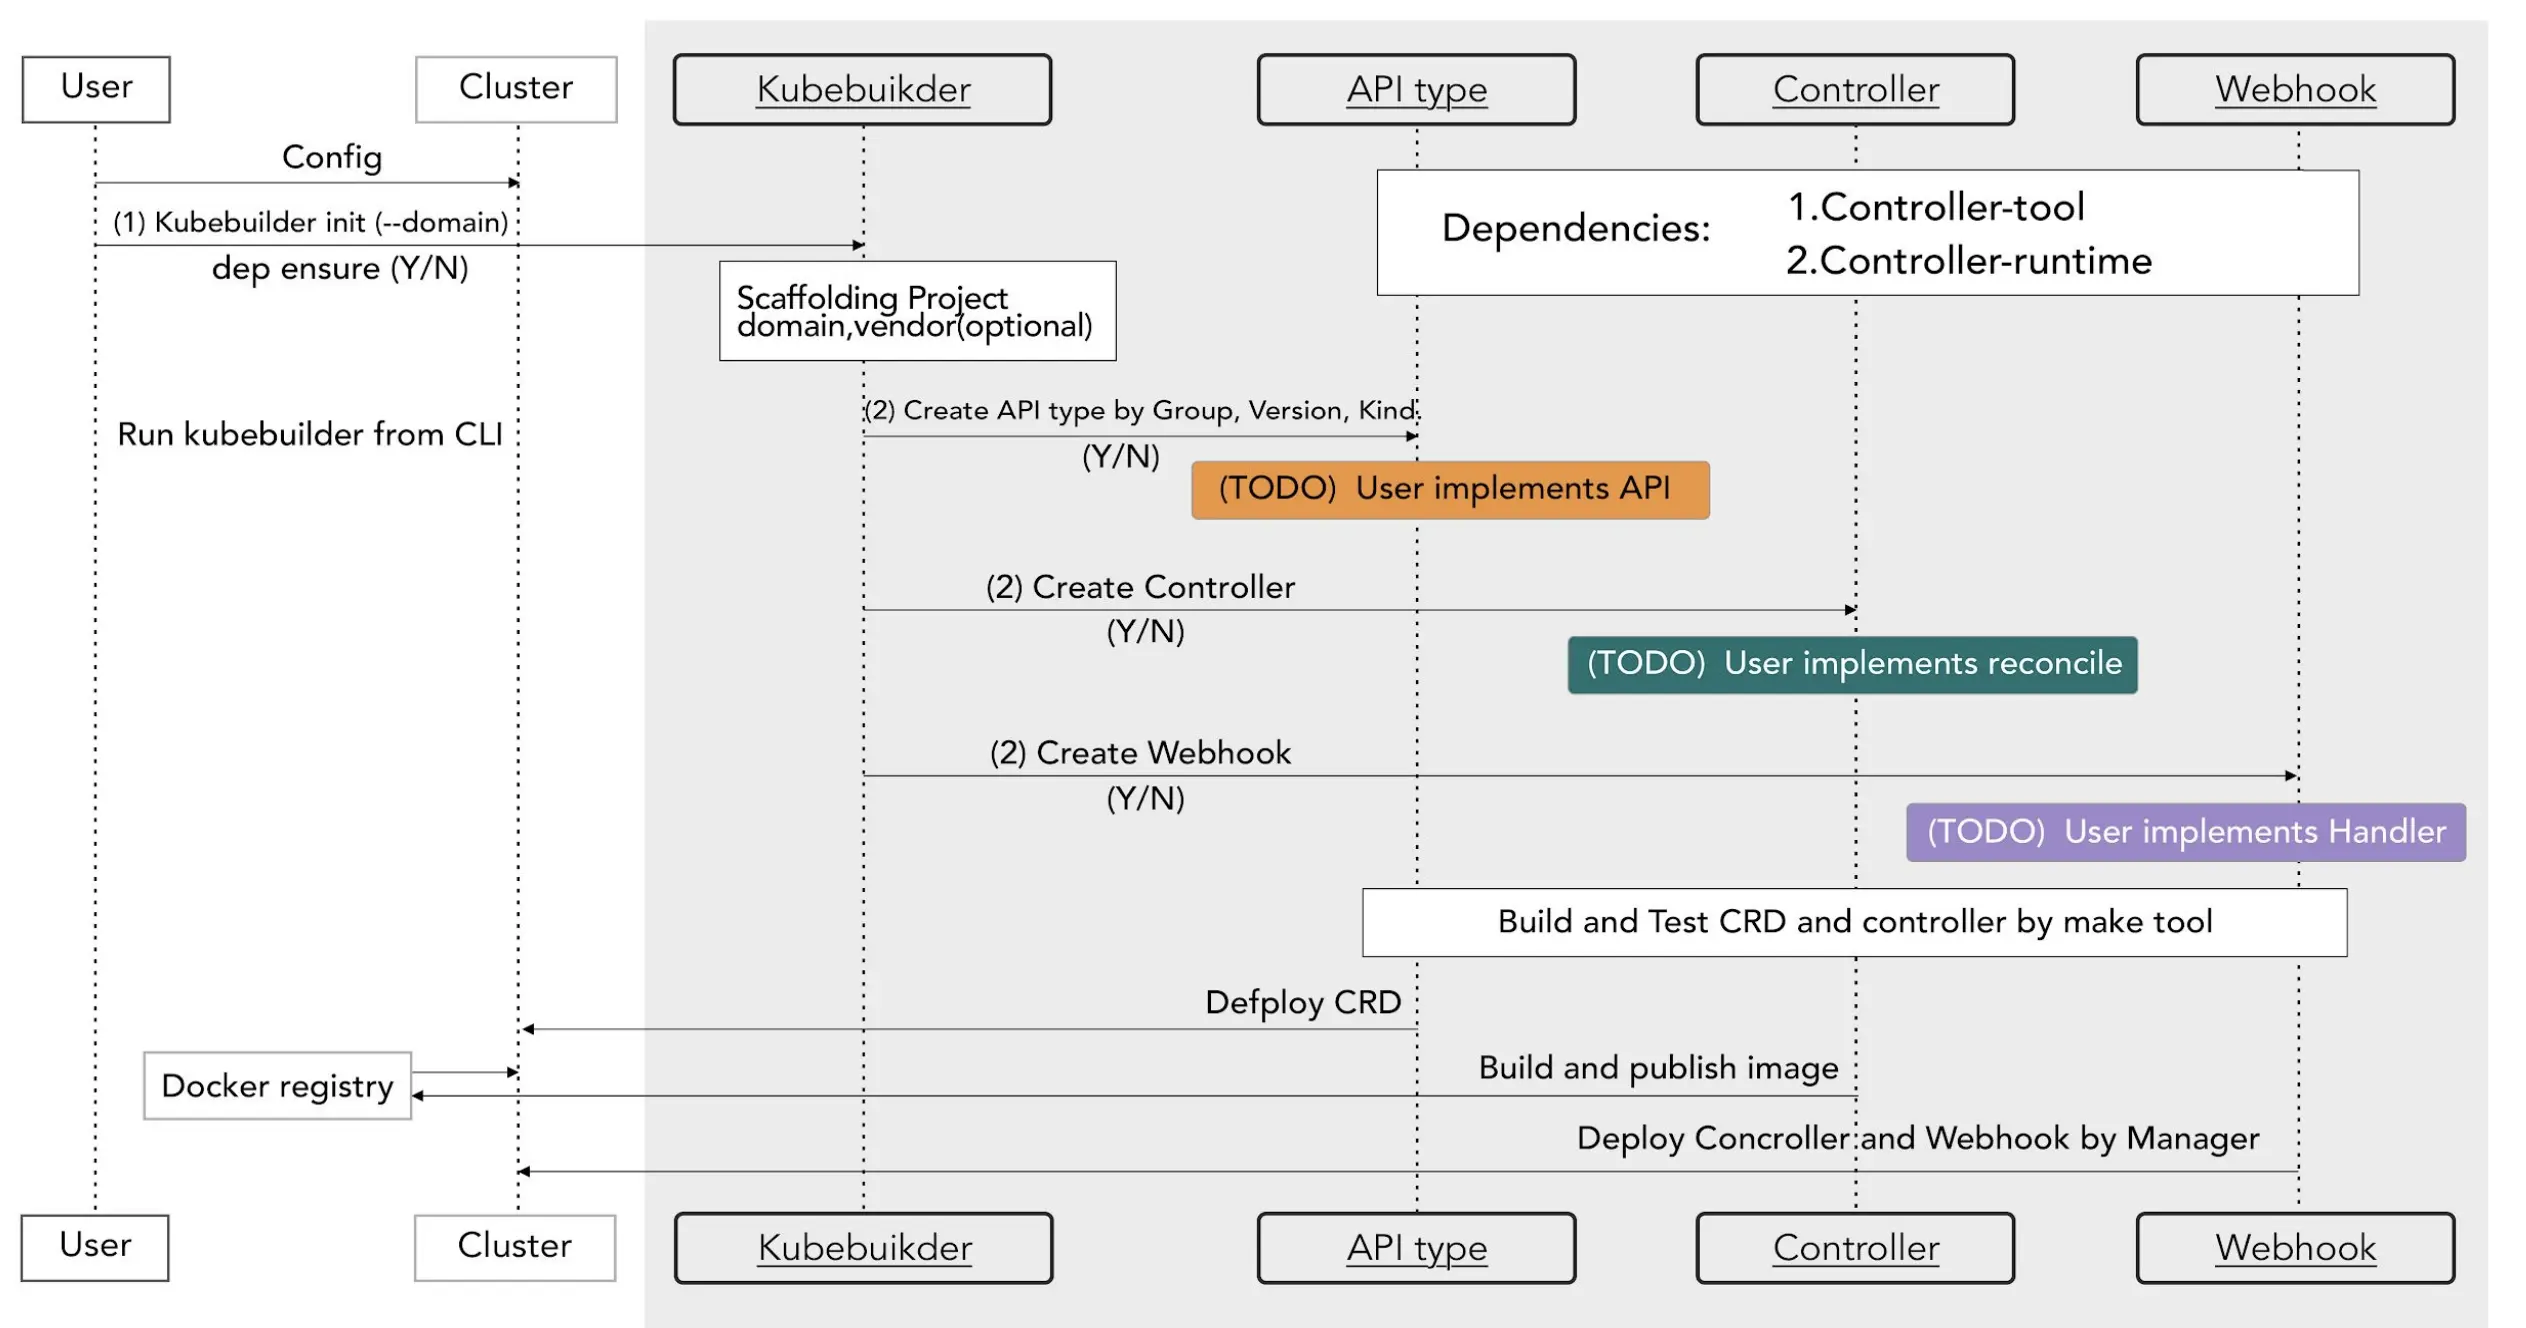 User
Cluster
Kubebuikder
API type
Controller
Webhook
Config
(1) Kubebuilder init (--domain)
dep ensure (Y/N)
Dependencies:
1.Controller-tool
2.Controller-runtime
Scaffolding Project
domain,vendor(optional)
Run kubebuilder from CLI
(2) Create API type by Group, Version, Kind.
(Y/N)
(TODO) User implements API
(2) Create Controller
(Y/N)
(TODO) User implements reconcile
(2) Create Webhook
(Y/N)
(TODO) User implements Handler
Build and Test CRD and controller by make tool
Defploy CRD
Docker registry
Build and publish image
Deploy Concroller and Webhook by Manager
User
Cluster
Kubebuikder
API type
Controller
Webhook